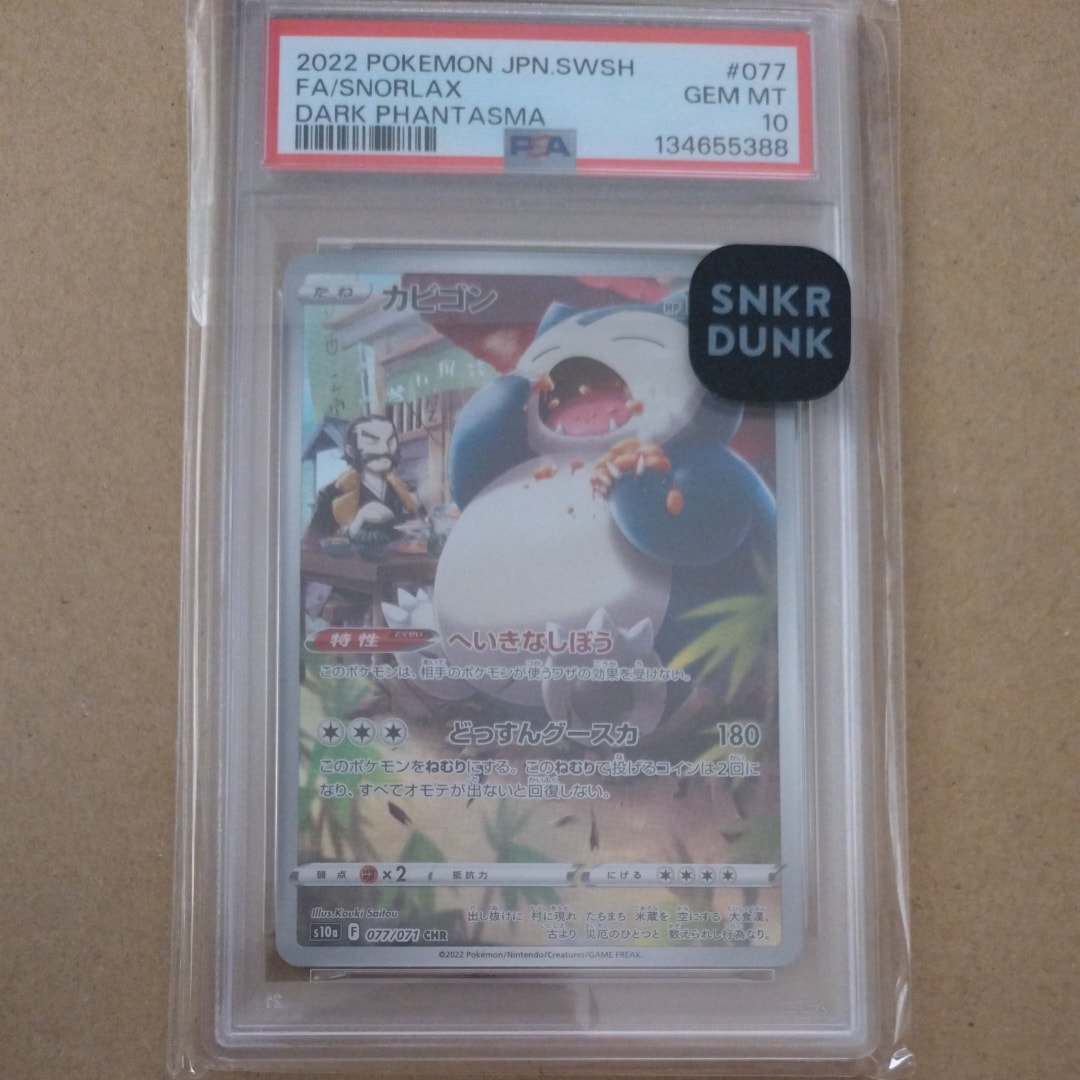 2022 POKEMON JPN.SWSH #077
FA/SNORLAX GEM MT
DARK PHANTASMA 10
PSA 134655388
SNKR
DUNK
たね カビゴン HP
特性 とくせい へいきなしぼう
このポケモンは、相手のポケモンが使うワザの効果を受けない。
どっすんグースカ 180
このポケモンをねむりにする。このねむりで投げるコインは2回に
なり、すべてオモテが出ないと回復しない。
弱点 ×2 抵抗力 にげる
Illus. Kouki Saitou
出し抜けに 村に現れ たちまち 米蔵を 空にする 大食漢。
古より 災厄のひとつと 数えられし行為なり。
s10a F 077/071 CHR
©2022 Pokémon/Nintendo/Creatures/GAME FREAK.